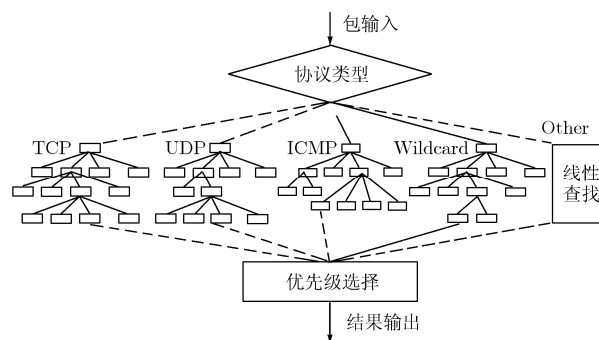 包输入
协议类型
Other
TCP
UDP
ICMP
Wildcard
线性
查找
优先级选择
结果输出